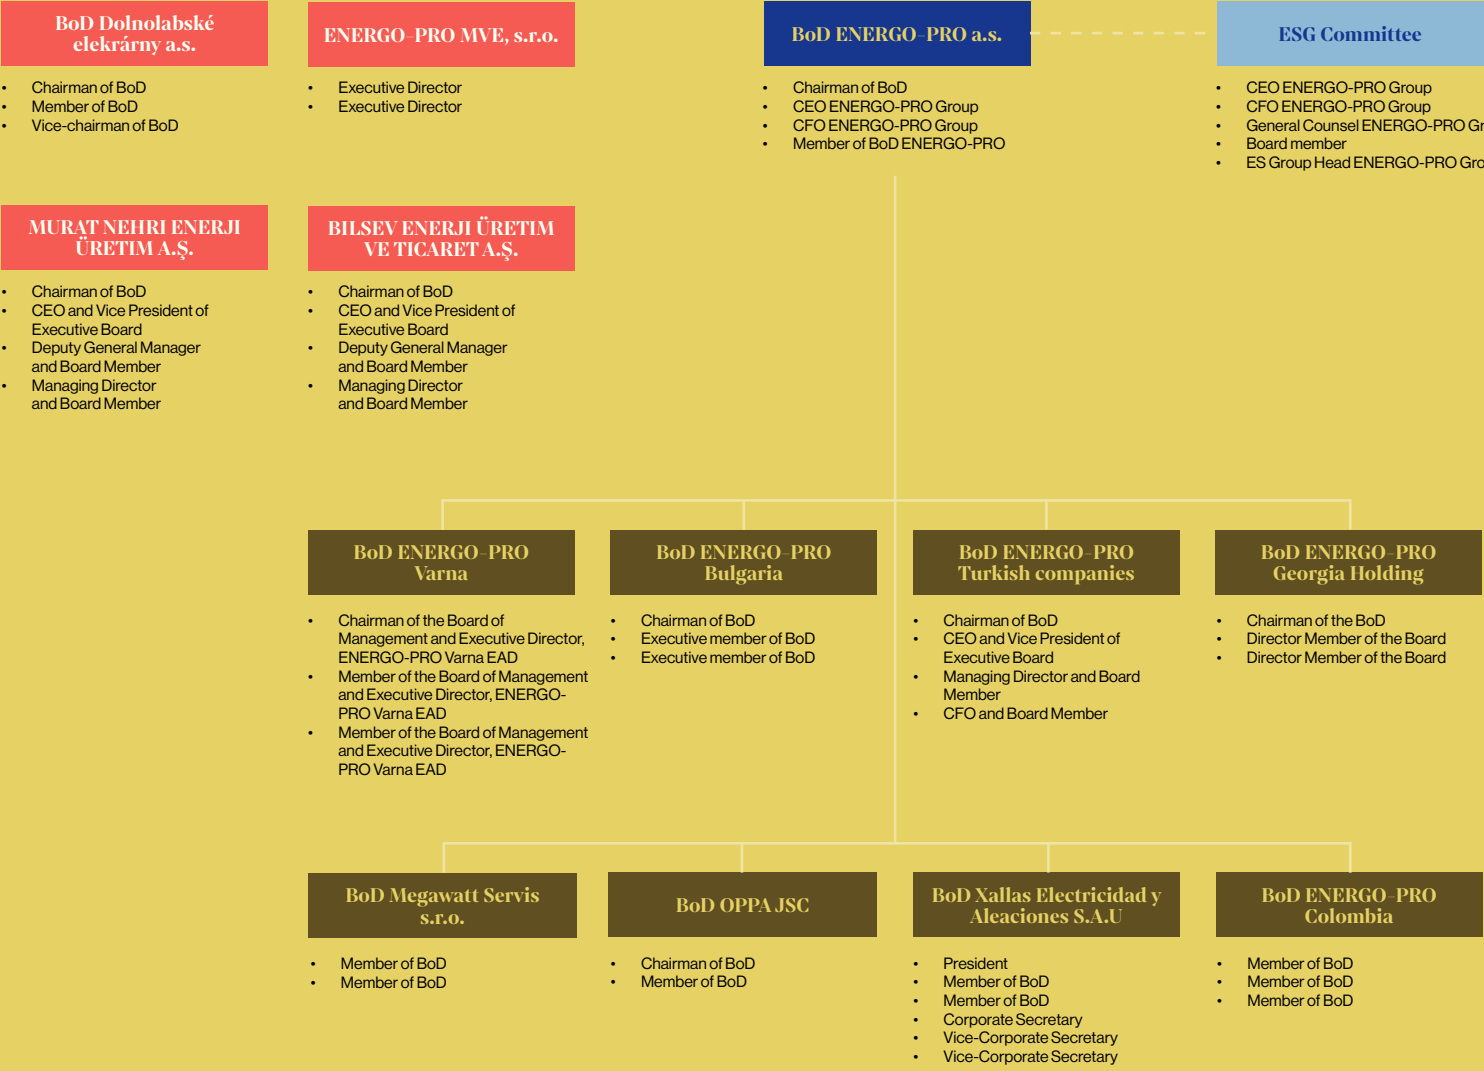 BoD Dolnolabské
elekrárny a.s.
• Chairman of BoD
• Member of BoD
• Vice-chairman of BoD
ENERGO-PRO MVE, s.r.o.
• Executive Director
• Executive Director
BoD ENERGO-PRO a.s.
• Chairman of BoD
• CEO ENERGO-PRO Group
• CFO ENERGO-PRO Group
• Member of BoD ENERGO-PRO
ESG Committee
• CEO ENERGO-PRO Group
• CFO ENERGO-PRO Group
• General Counsel ENERGO-PRO
• Board member
• ES Group Head ENERGO-PRO
MURAT NEHRI ENERJI
ÜRETIM A.Ş.
• Chairman of BoD
• CEO and Vice President of
Executive Board
• Deputy General Manager
and Board Member
• Managing Director
and Board Member
BILSEV ENERJI ÜRETIM
VE TICARET A.Ş.
• Chairman of BoD
• CEO and Vice President of
Executive Board
• Deputy General Manager
and Board Member
• Managing Director
and Board Member
BoD ENERGO-PRO
Varna
• Chairman of the Board of
Management and Executive Director,
ENERGO-PRO Varna EAD
• Member of the Board of Management
and Executive Director, ENERGO-
PRO Varna EAD
• Member of the Board of Management
and Executive Director, ENERGO-
PRO Varna EAD
BoD ENERGO-PRO
Bulgaria
• Chairman of BoD
• Executive member of BoD
• Executive member of BoD
BoD ENERGO-PRO
Turkish companies
• Chairman of BoD
• CEO and Vice President of
Executive Board
• Managing Director and Board
Member
• CFO and Board Member
BoD ENERGO-PRO
Georgia Holding
• Chairman of the BoD
• Director Member of the Board
• Director Member of the Board
BoD Megawatt Servis
s.r.o.
• Member of BoD
• Member of BoD
BoD OPPA JSC
• Chairman of BoD
• Member of BoD
BoD Xallas Electricidad y
Aleaciones S.A.U
• President
• Member of BoD
• Member of BoD
• Corporate Secretary
• Vice-Corporate Secretary
• Vice-Corporate Secretary
BoD ENERGO-PRO
Colombia
• Member of BoD
• Member of BoD
• Member of BoD